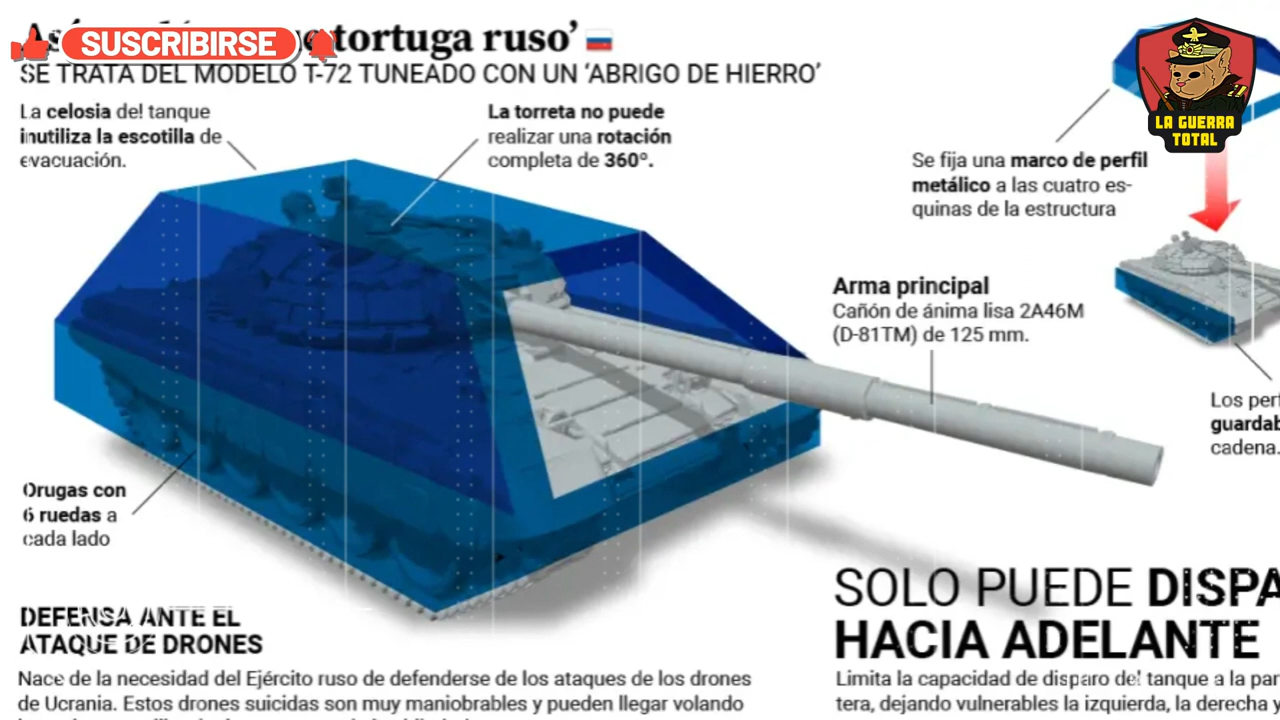 SUSCRIBIRSE
tortuga ruso’
SE TRATA DEL MODELO T-72 TUNEADO CON UN ‘ABRIGO DE HIERRO’
La celosia del tanque
inutiliza la escotilla de
evacuación.
La torreta no puede
realizar una rotación
completa de 360º.
LA GUERRA
TOTAL
Se fija una marco de perfil
metálico a las cuatro es-
quinas de la estructura
Arma principal
Cañón de ánima lisa 2A46M
(D-81TM) de 125 mm.
Los perf
guardab
cadena.
Orugas con
6 ruedas a
cada lado
DEFENSA ANTE EL
ATAQUE DE DRONES
Nace de la necesidad del Ejército ruso de defenderse de los ataques de los drones
de Ucrania. Estos drones suicidas son muy maniobrables y pueden llegar volando
SOLO PUEDE DISPA
HACIA ADELANTE
Limita la capacidad de disparo del tanque a la par
tera, dejando vulnerables la izquierda, la derecha y